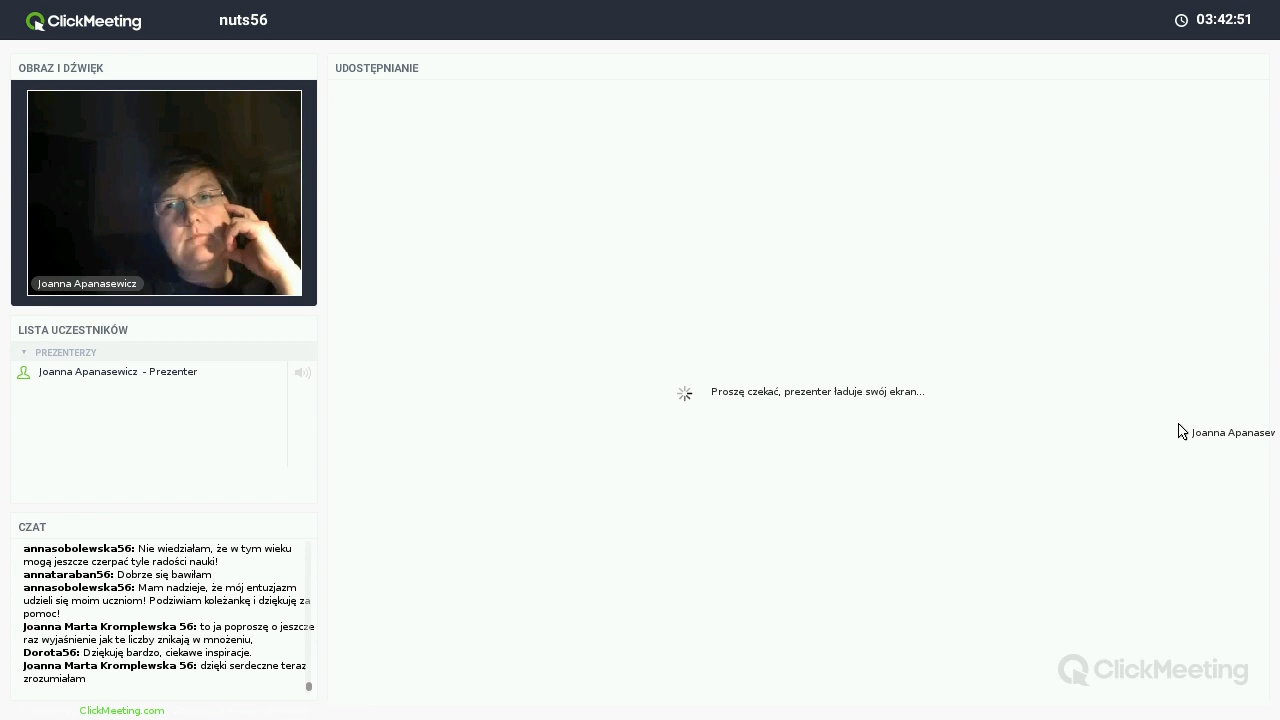 ClickMeeting
nuts56
03:42:51
OBRAZ I DŹWIĘK
Joanna Apanasewicz
LISTA UCZESTNIKÓW
PREZENTERZY
Joanna Apanasewicz - Prezenter
CZAT
annasobolewska56: Nie wiedziałam, że w tym wieku
mogą jeszcze czerpać tyle radości nauki!
annataraban56: Dobrze się bawiłam
annasobolewska56: Mam nadzieje, że mój entuzjazm
udzieli się moim uczniom! Podziwiam koleżankę i dziękuję za
pomoc!
Joanna Marta Kromplewska 56: to ja poproszę o jeszcze
raz wyjaśnienie jak te liczby znikają w mnożeniu,
Dorota56: Dziękuję bardzo, ciekawe inspiracje.
Joanna Marta Kromplewska 56: dzięki serdeczne teraz
zrozumiałam
ClickMeeting.com
UDOSTĘPNIANIE
Proszę czekać, prezenter ładuje swój ekran...
Joanna Apanasew
ClickMeeting